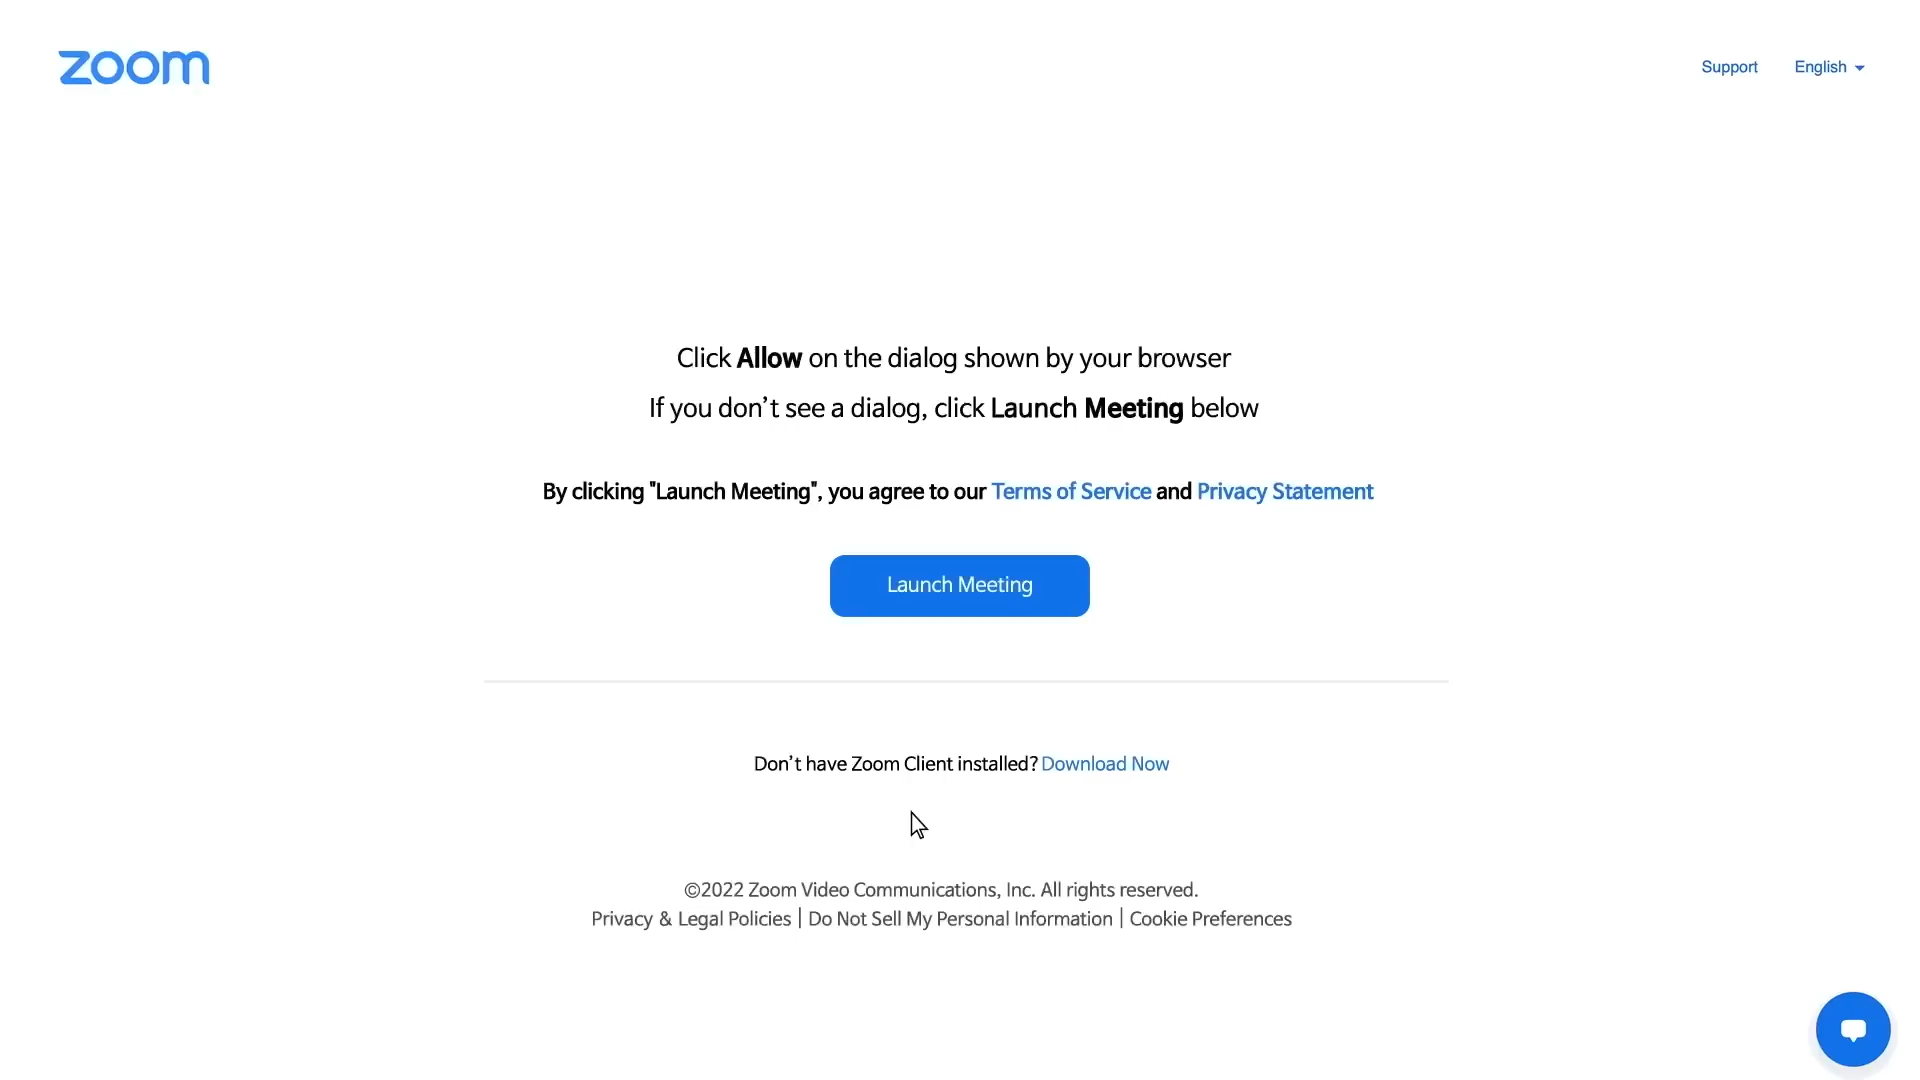 zoom
Support English
Click Allow on the dialog shown by your browser
If you don’t see a dialog, click Launch Meeting below
By clicking "Launch Meeting", you agree to our Terms of Service and Privacy Statement
Launch Meeting
Don’t have Zoom Client installed? Download Now
©2022 Zoom Video Communications, Inc. All rights reserved.
Privacy & Legal Policies | Do Not Sell My Personal Information | Cookie Preferences